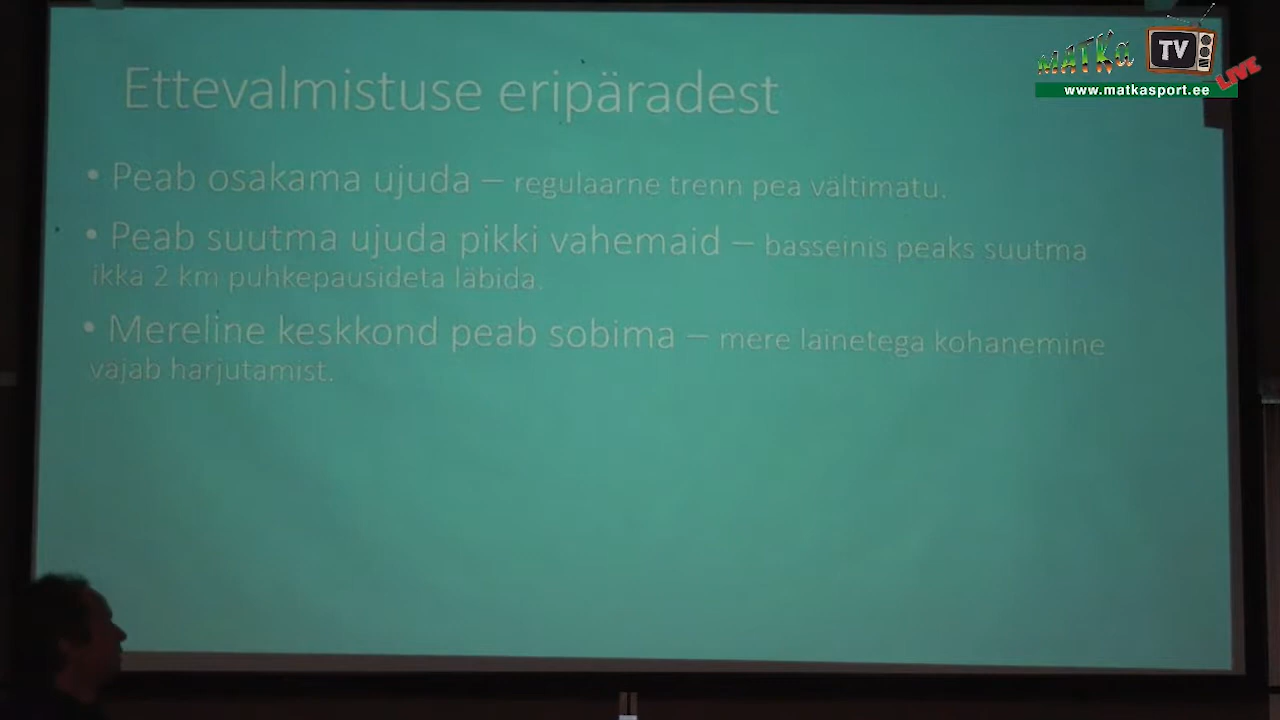 MATKa
TV
LIVE
www.matkasport.ee
Ettevalmistuse eripäradest
• Peab osakama ujuda – regulaarne trenn pea vältimatu.
• Peab suutma ujuda pikki vahemaid – basseinis peaks suutma
ikka 2 km puhkepausideta läbida.
• Mereline keskkond peab sobima – mere lainetega kohanemine
vajab harjutamist.